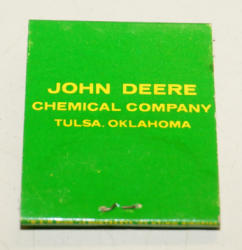 JOHN DEERE
CHEMICAL COMPANY
TULSA, OKLAHOMA